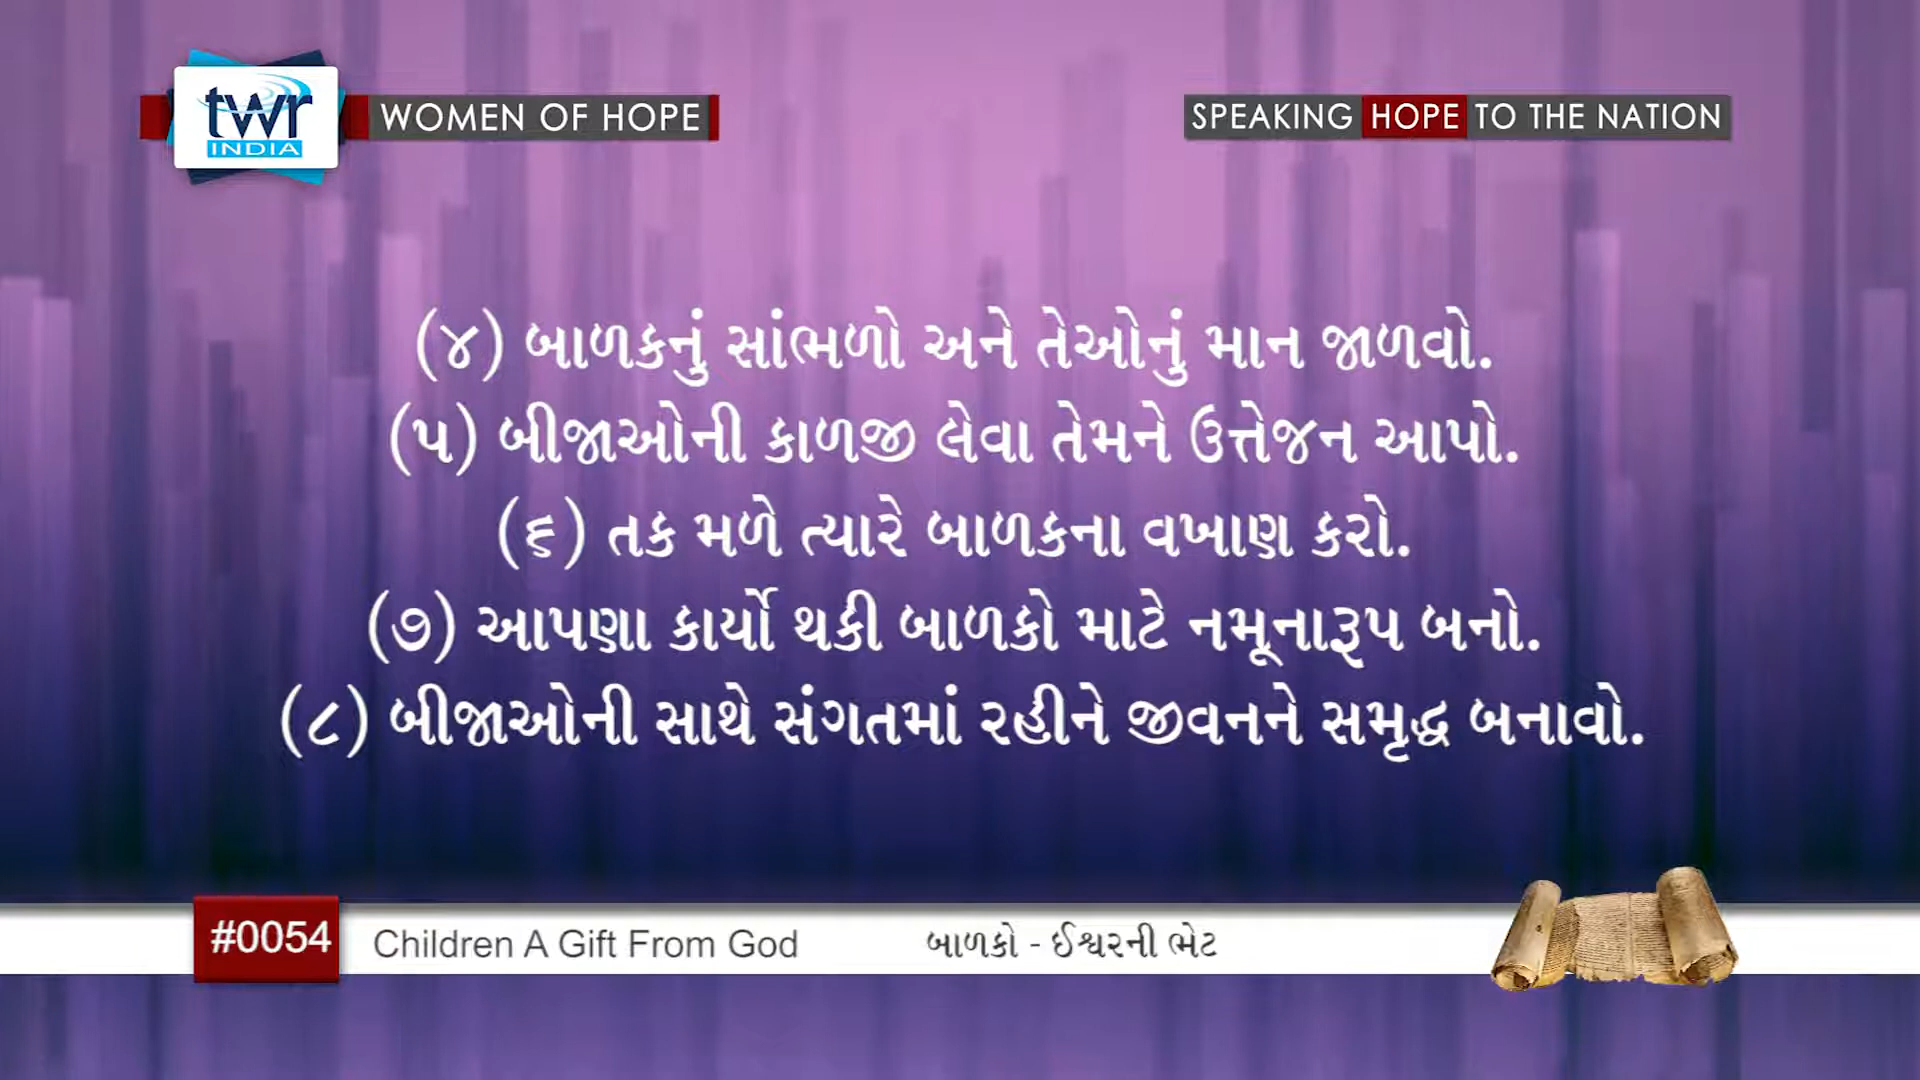 twr
INDIA
WOMEN OF HOPE
SPEAKING HOPE TO THE NATION
(૪) બાળકનું સાંભળો અને તેઓનું માન જાળવો.
(૫) બીજાઓની કાળજી લેવા તેમને ઉત્તેજન આપો.
(૬) તક મળે ત્યારે બાળકના વખાણ કરો.
(૭) આપણા કાર્યો થકી બાળકો માટે નમૂનારૂપ બનો.
(૮) બીજાઓની સાથે સંગતમાં રહીને જીવનને સમૃદ્ધ બનાવો.
#0054
Children A Gift From God
બાળકો - ઈશ્વરની ભેટ